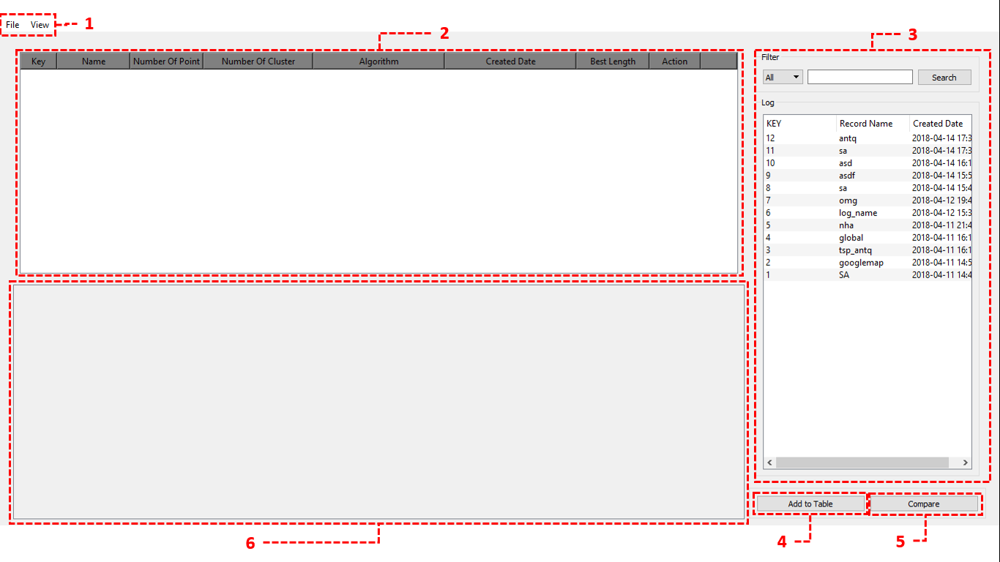 File View 1
2
3
Key Name Number Of Point Number Of Cluster Algorithm Created Date Best Length Action
Filter
All Search
Log
KEY Record Name Created Date
12 antq 2018-04-14 17:3
11 sa 2018-04-14 17:3
10 asd 2018-04-14 16:1
9 asdf 2018-04-14 15:5
8 sa 2018-04-14 15:4
7 omg 2018-04-12 19:4
6 log_name 2018-04-12 15:3
5 nha 2018-04-11 21:4
4 global 2018-04-11 16:1
3 tsp_antq 2018-04-11 16:1
2 googlemap 2018-04-11 14:5
1 SA 2018-04-11 14:4
Add to Table Compare
6 4 5